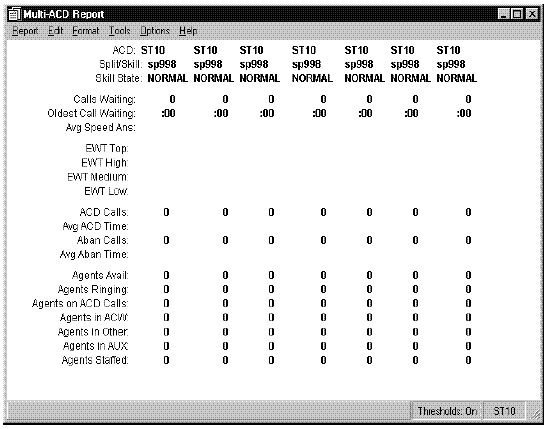 Multi-ACD Report
Report Edit Format Tools Options Help
ACD: ST10 ST10 ST10 ST10 ST10 ST10 ST10
Split/Skill: sp998 sp998 sp998 sp998 sp998 sp998 sp998
Skill State: NORMAL NORMAL NORMAL NORMAL NORMAL NORMAL NORMAL
Calls Waiting: 0 0 0 0 0 0 0
Oldest Call Waiting: :00 :00 :00 :00 :00 :00 :00
Avg Speed Ans:
EWT Top:
EWT High:
EWT Medium:
EWT Low:
ACD Calls: 0 0 0 0 0 0 0
Avg ACD Time:
Aban Calls: 0 0 0 0 0 0 0
Avg Aban Time:
Agents Avail: 0 0 0 0 0 0 0
Agents Ringing: 0 0 0 0 0 0 0
Agents on ACD Calls: 0 0 0 0 0 0 0
Agents in ACW: 0 0 0 0 0 0 0
Agents in Other: 0 0 0 0 0 0 0
Agents in AUX: 0 0 0 0 0 0 0
Agents Staffed: 0 0 0 0 0 0 0
Thresholds: On ST10